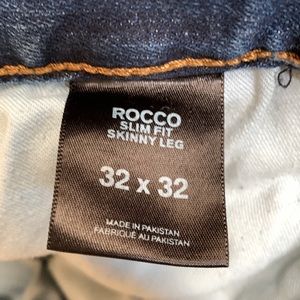 ROCCO
SLIM FIT
SKINNY LEG
32 x 32
MADE IN PAKISTAN
FABRIQUÉ AU PAKISTAN